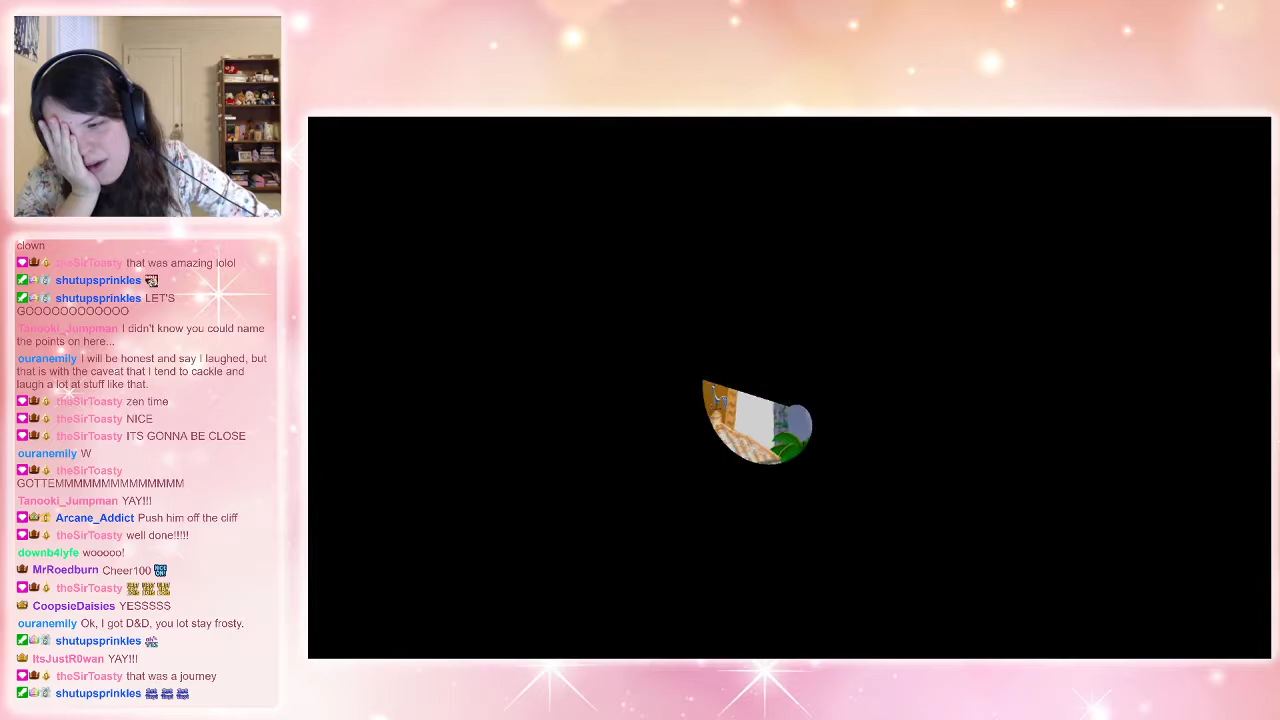 clown
theSirToasty that was amazing lolol
shutupsprinkles
shutupsprinkles LET'S
GOOOOOOOOOOOO
Tanooki_Jumpman I didn't know you could name
the points on here...
ouranemily I will be honest and say I laughed, but
that is with the caveat that I tend to cackle and
laugh a lot at stuff like that.
theSirToasty zen time
theSirToasty NICE
theSirToasty ITS GONNA BE CLOSE
ouranemily W
theSirToasty
GOTTEMMMMMMMMMMMMMM
Tanooki_Jumpman YAY!!!
Arcane_Addict Push him off the cliff
theSirToasty well done!!!!!
downb4lyfe wooooo!
MrRoedburn Cheer100
theSirToasty
CoopsieDaisies YESSSSS
ouranemily Ok, I got D&D, you lot stay frosty.
shutupsprinkles
ItsJustR0wan YAY!!!
theSirToasty that was a journey
shutupsprinkles